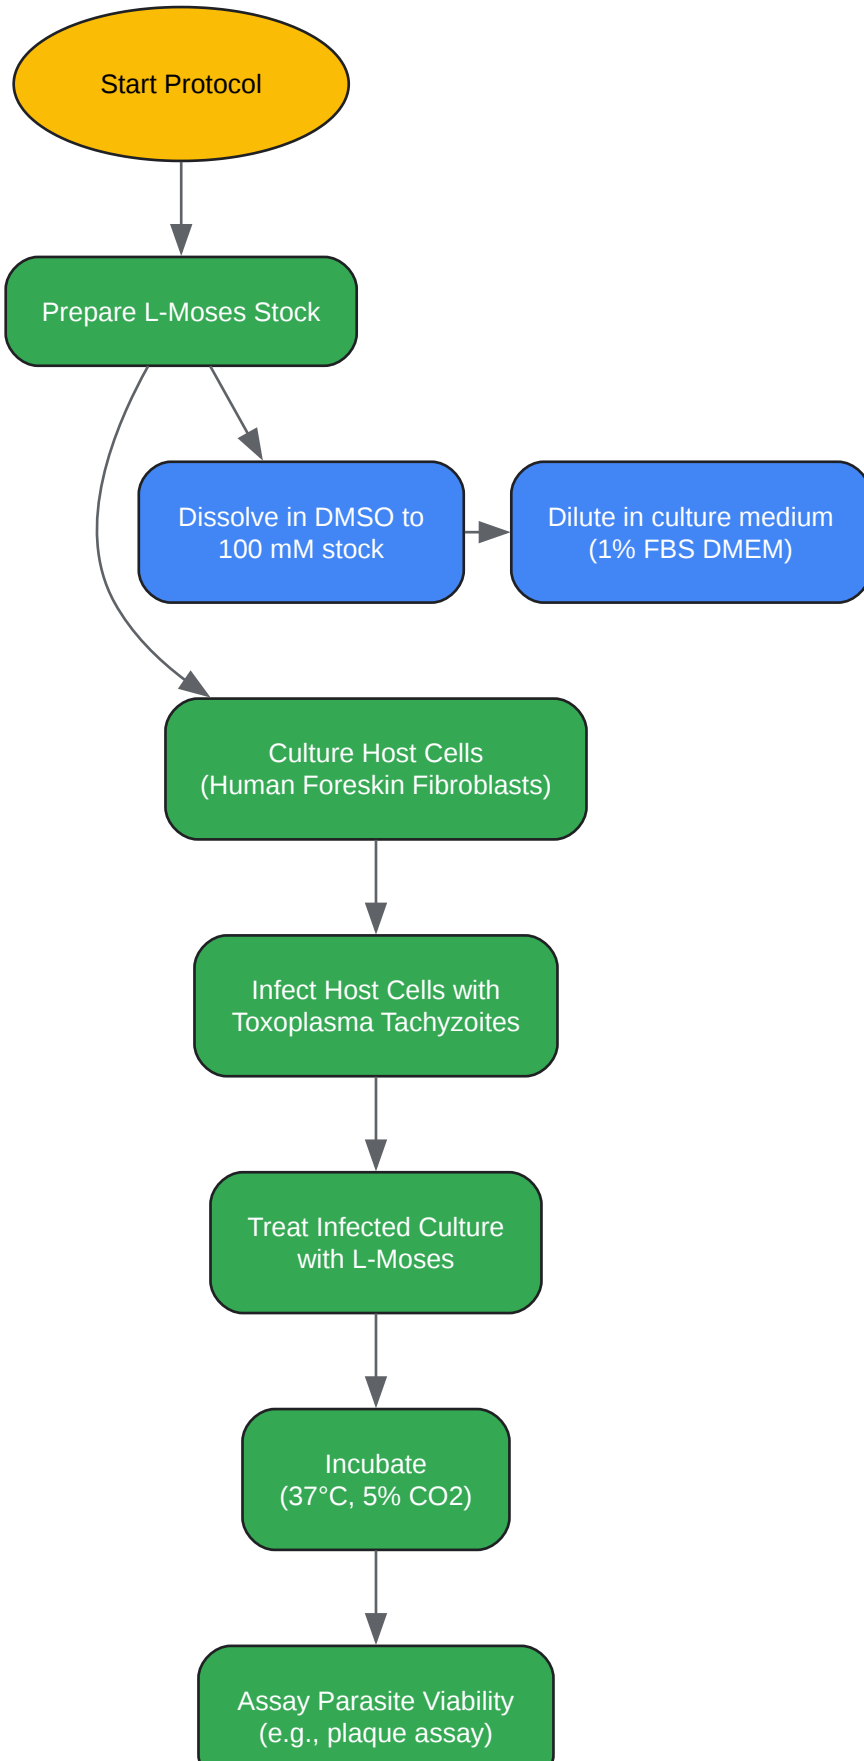 Start Protocol
Prepare L-Moses Stock
Dissolve in DMSO to
100 mM stock
Dilute in culture medium
(1% FBS DMEM)
Culture Host Cells
(Human Foreskin Fibroblasts)
Infect Host Cells with
Toxoplasma Tachyzoites
Treat Infected Culture
with L-Moses
Incubate
(37°C, 5% CO2)
Assay Parasite Viability
(e.g., plaque assay)